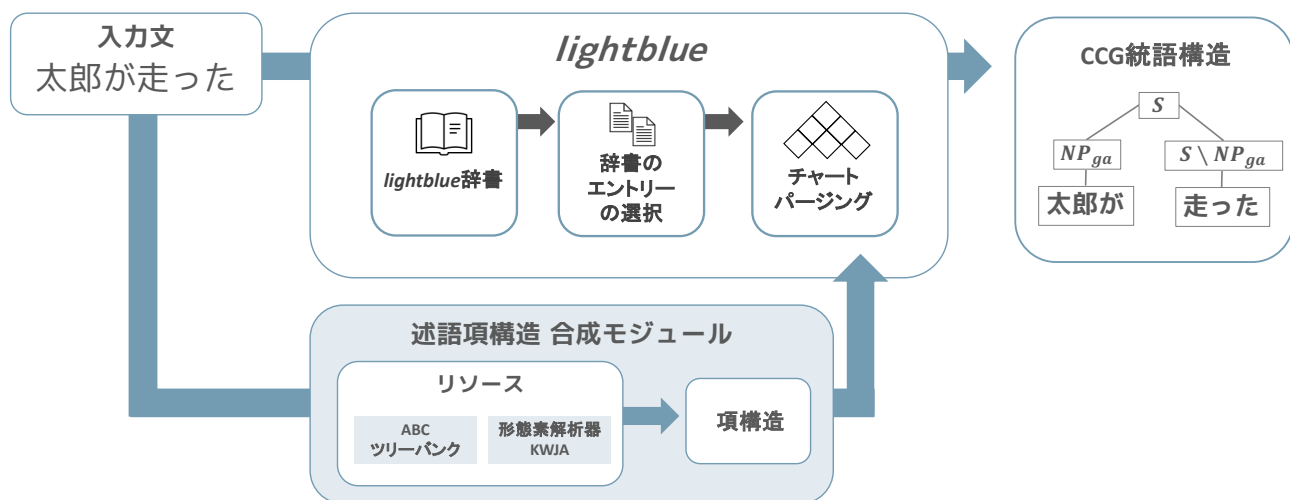 入力文
太郎が走った
lightblue
lightblue辞書
辞書の
エントリー
の選択
チャート
パージング
CCG統語構造
S
NP_ga
S \ NP_ga
太郎が
走った
述語項構造 合成モジュール
リソース
ABC
ツリーバンク
形態素解析器
KWJA
項構造